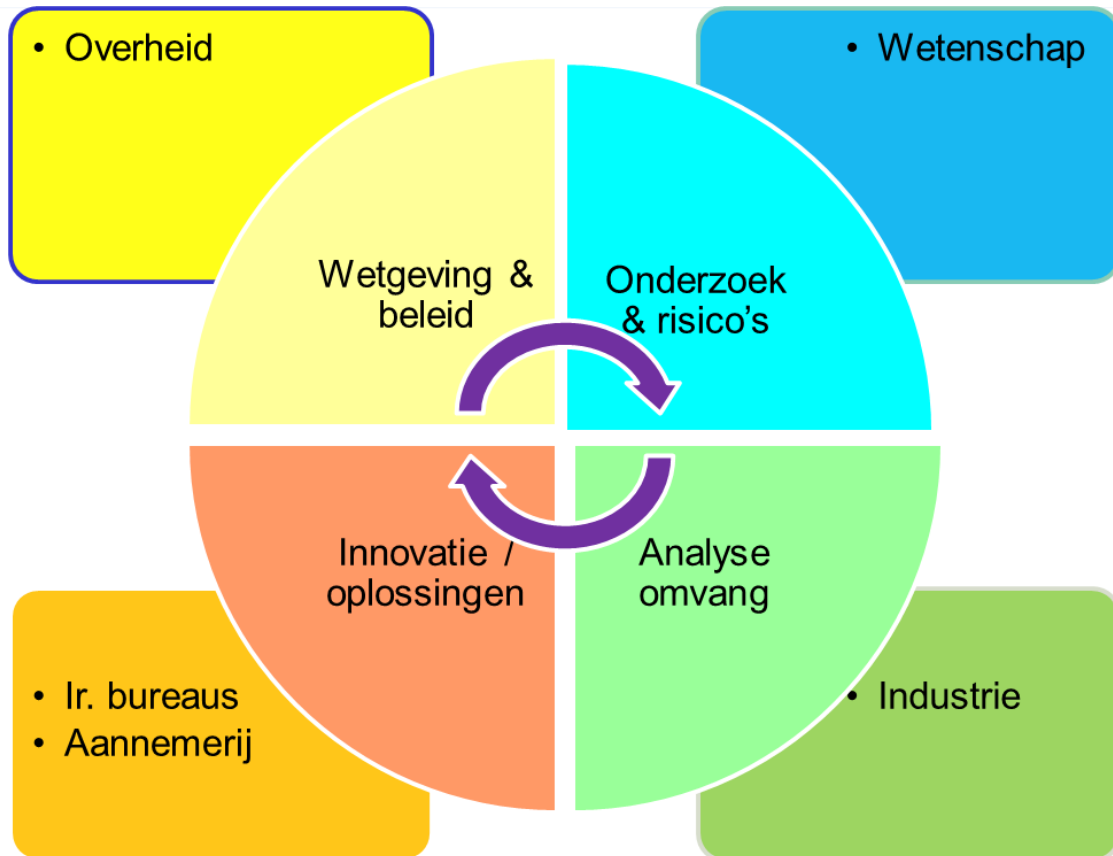 • Overheid
• Wetenschap
Wetgeving &
beleid
Onderzoek
& risico’s
Innovatie /
oplossingen
Analyse
omvang
• Ir. bureaus
• Aannemerij
• Industrie